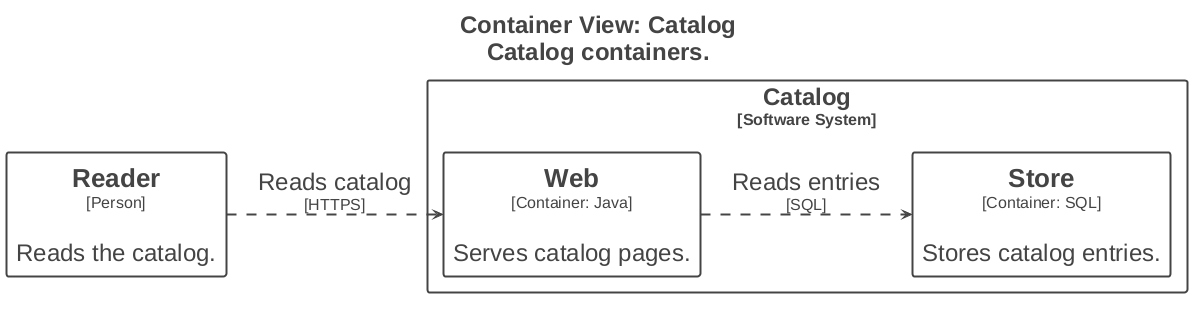 Container View: Catalog
Catalog containers.
Catalog
[Software System]
Reader
[Person]
Reads the catalog.
Reads catalog
[HTTPS]
Web
[Container: Java]
Serves catalog pages.
Reads entries
[SQL]
Store
[Container: SQL]
Stores catalog entries.